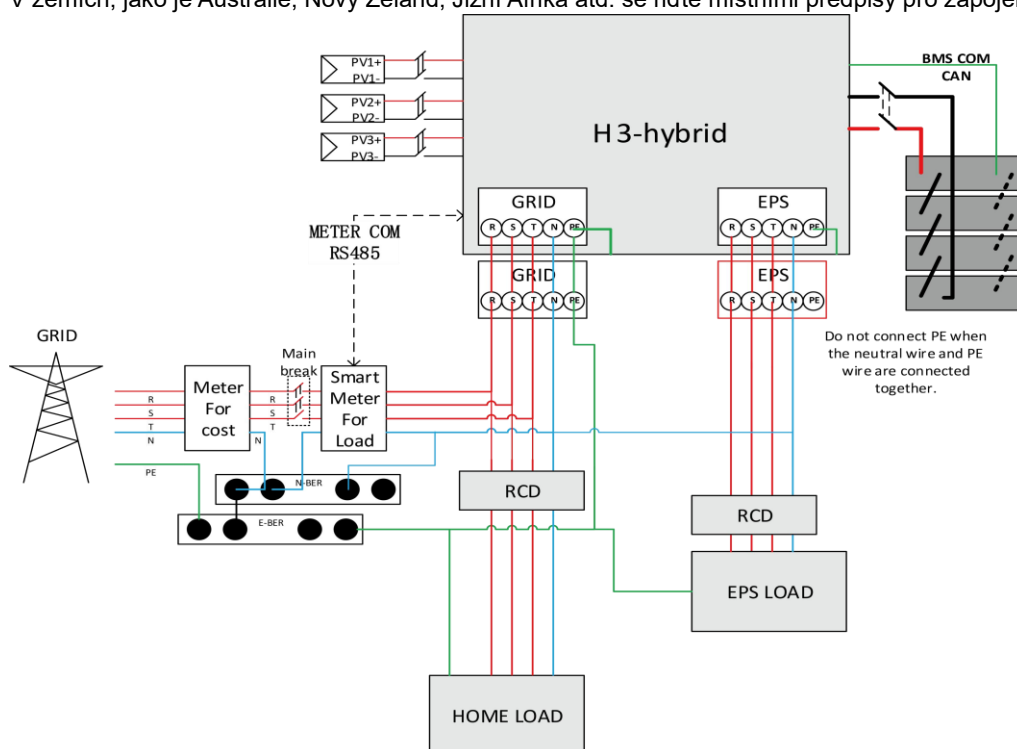 V zemích, jako je Austrálie, Nový Zéland, Jižní Afrika atd. se řiďte místními předpisy pro
PV1+
PV1-
PV2+
PV2-
PV3+
PV3-
H3-hybrid
BMS COM
CAN
GRID
R S T N PE
EPS
R S T N PE
METER COM
RS485
GRID
R S T N PE
EPS
R S T N PE
Do not connect PE when
the neutral wire and PE
wire are connected
together.
GRID
R
S
T
N
PE
Meter
For
cost
R
S
T
N
Main
break
Smart
Meter
For
Load
N-BER
E-BER
RCD
RCD
EPS LOAD
HOME LOAD